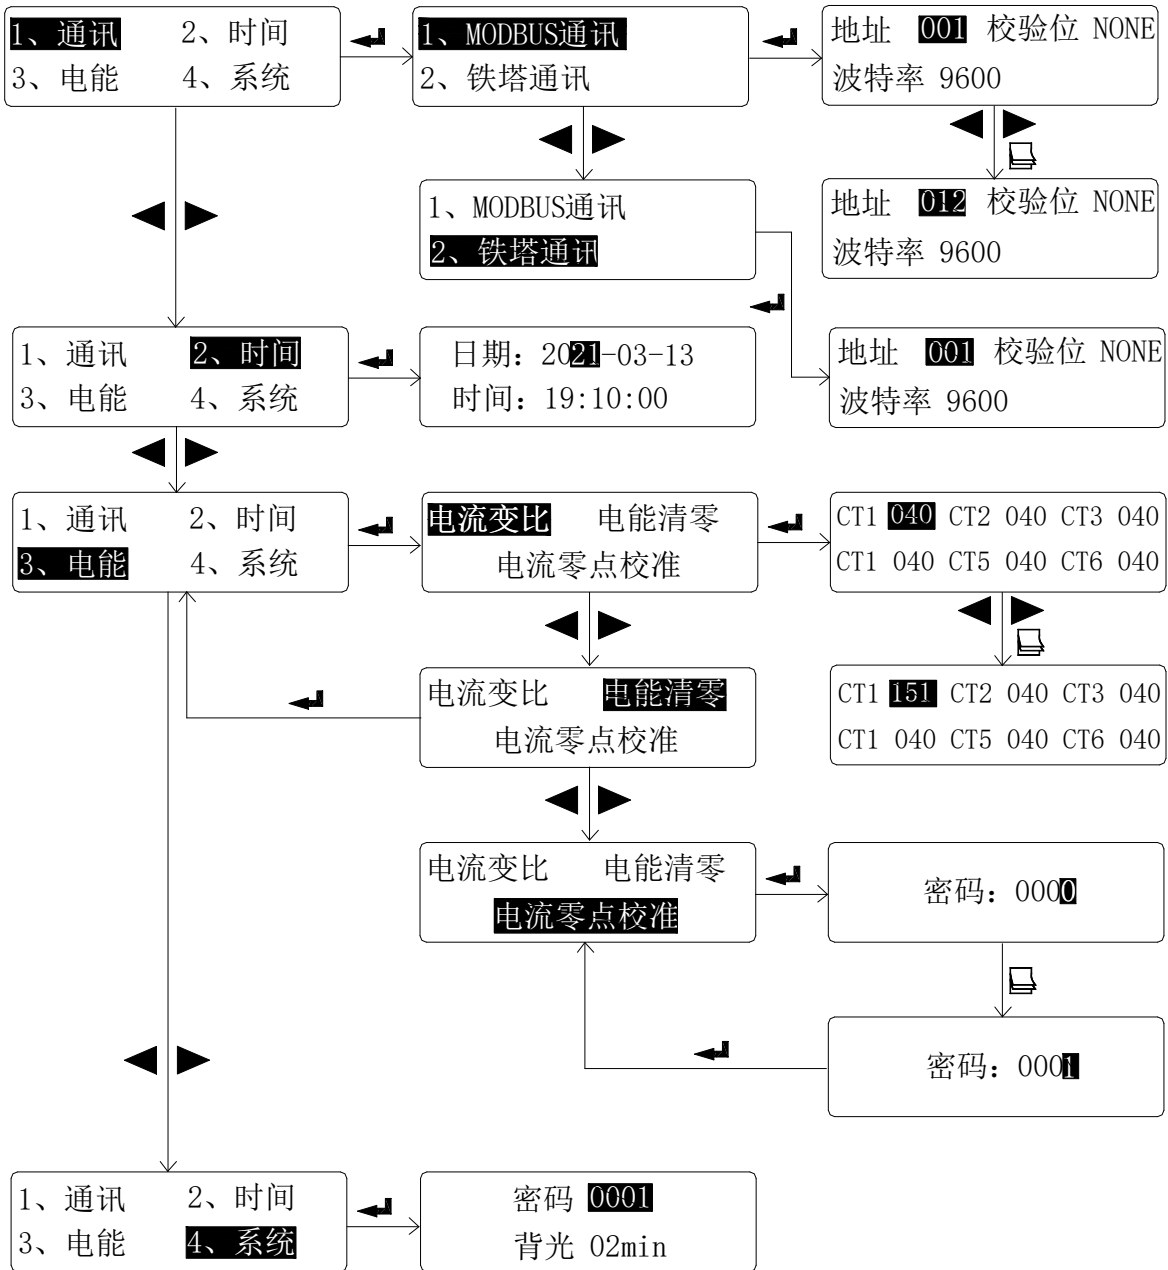 1、通讯 2、时间
3、电能 4、系统
1、MODBUS通讯
2、铁塔通讯
地址 001 校验位 NONE
波特率 9600
1、MODBUS通讯
2、铁塔通讯
地址 012 校验位 NONE
波特率 9600
1、通讯 2、时间
3、电能 4、系统
日期：2021-03-13
时间：19:10:00
地址 001 校验位 NONE
波特率 9600
1、通讯 2、时间
3、电能 4、系统
电流变比 电能清零
电流零点校准
CT1 040 CT2 040 CT3 040
CT1 040 CT5 040 CT6 040
电流变比 电能清零
电流零点校准
CT1 151 CT2 040 CT3 040
CT1 040 CT5 040 CT6 040
电流变比 电能清零
电流零点校准
密码：0000
密码：0001
1、通讯 2、时间
3、电能 4、系统
密码 0001
背光 02min